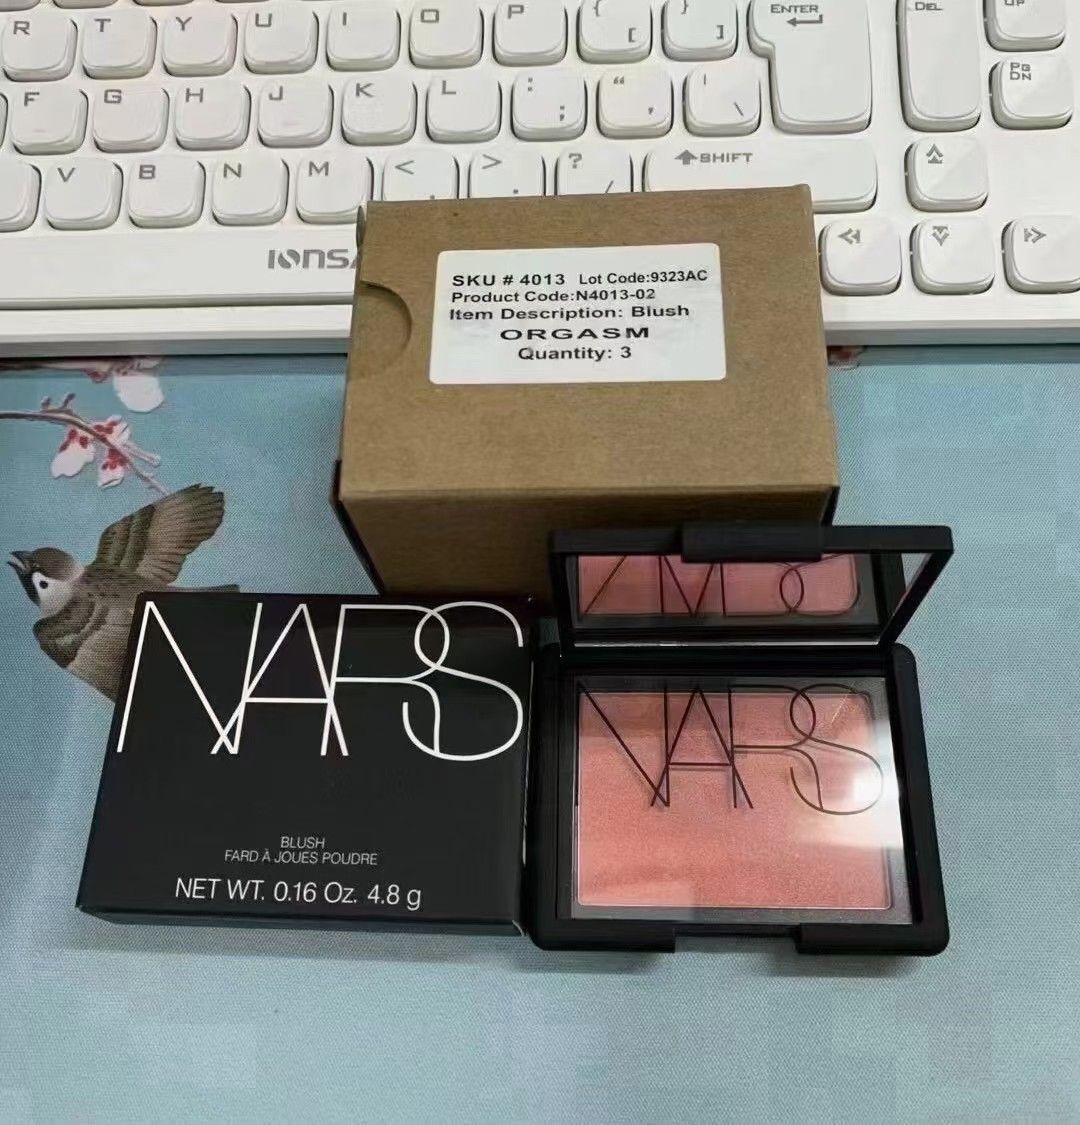 R T Y U I O P { [ } ] ENTER DEL UP
F G H J K L : ; “ , | \ PG DN
V B N M < > . ? / SHIFT
IONSA
SKU # 4013 Lot Code:9323AC
Product Code:N4013-02
Item Description: Blush
ORGASM
Quantity: 3
NARS
BLUSH
FARD À JOUES POUDRE
NET WT. 0.16 Oz. 4.8 g
NARS